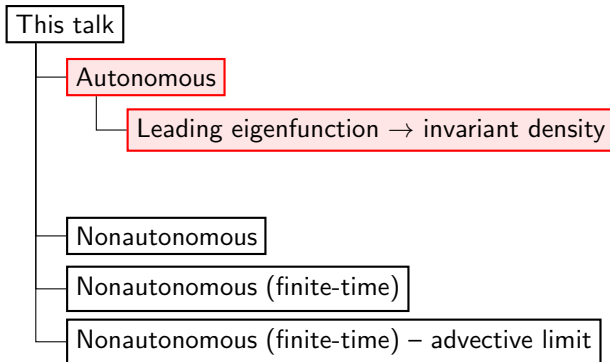 This talk
Autonomous
Leading eigenfunction → invariant density
Nonautonomous
Nonautonomous (finite-time)
Nonautonomous (finite-time) – advective limit